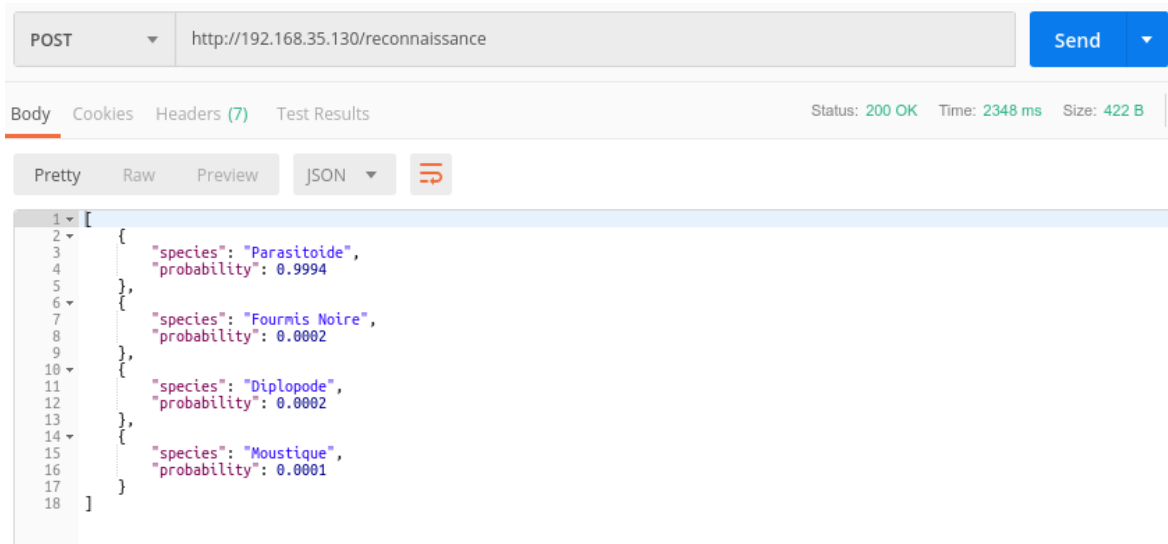 POST http://192.168.35.130/reconnaissance Send
Body Cookies Headers (7) Test Results Status: 200 OK Time: 2348 ms Size: 422 B
Pretty Raw Preview JSON
1 [
2 {
3 "species": "Parasitoide",
4 "probability": 0.9994
5 },
6 {
7 "species": "Fourmis Noire",
8 "probability": 0.0002
9 },
10 {
11 "species": "Diplopode",
12 "probability": 0.0002
13 },
14 {
15 "species": "Moustique",
16 "probability": 0.0001
17 }
18 ]